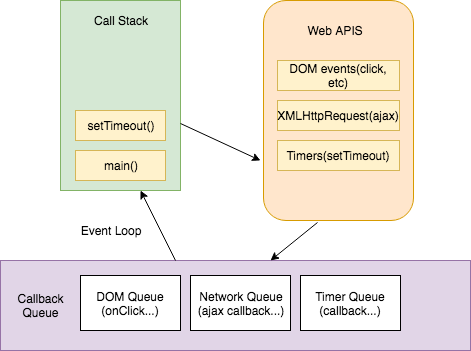 Call Stack
setTimeout()
main()
Web APIS
DOM events(click,
etc)
XMLHttpRequest(ajax)
Timers(setTimeout)
Event Loop
Callback
Queue
DOM Queue
(onClick...)
Network Queue
(ajax callback...)
Timer Queue
(callback...)